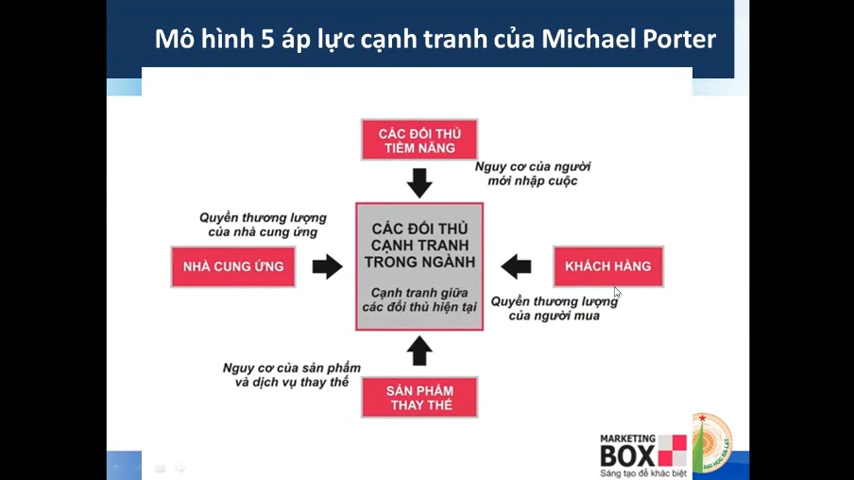 Mô hình 5 áp lực cạnh tranh của Michael Porter
CÁC ĐỐI THỦ
TIỀM NĂNG
Nguy cơ của người
mới nhập cuộc
Quyền thương lượng
của nhà cung ứng
CÁC ĐỐI THỦ
CẠNH TRANH
TRONG NGÀNH
NHÀ CUNG ỨNG
KHÁCH HÀNG
Cạnh tranh giữa
các đối thủ hiện tại
Quyền thương lượng
của người mua
Nguy cơ của sản phẩm
và dịch vụ thay thế
SẢN PHẨM
THAY THẾ
MARKETING
BOX
Sáng tạo để khác biệt
ĐẠI HỌC ĐÀ LẠT